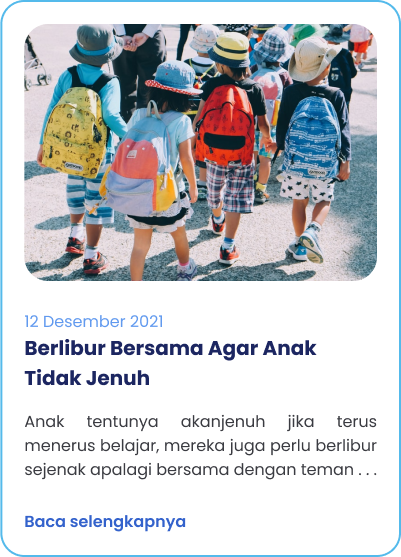 12 Desember 2021
Berlibur Bersama Agar Anak
Tidak Jenuh
Anak tentunya akanjenuh jika terus
menerus belajar, mereka juga perlu berlibur
sejenak apalagi bersama dengan teman . . .
Baca selengkapnya